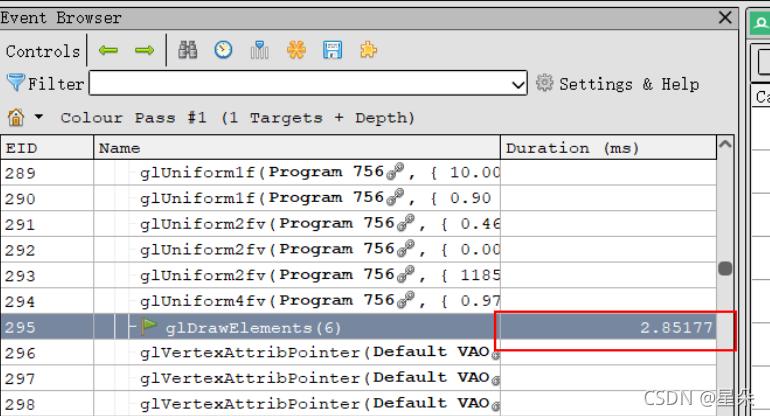 Event Browser
Controls
Filter
Settings & Help
Colour Pass #1 (1 Targets + Depth)
EID Name Duration (ms)
289 glUniform1f(Program 756, { 10.00
290 glUniform1f(Program 756, { 0.90
291 glUniform2fv(Program 756, { 0.46
292 glUniform2fv(Program 756, { 0.00
293 glUniform2fv(Program 756, { 1185
294 glUniform4fv(Program 756, { 0.97
295 glDrawElements(6) 2.85177
296 glVertexAttribPointer(Default VAO
297 glVertexAttribPointer(Default VAO
298 glVertexAttribPointer(Default VAO
Ca
CSDN @星朵